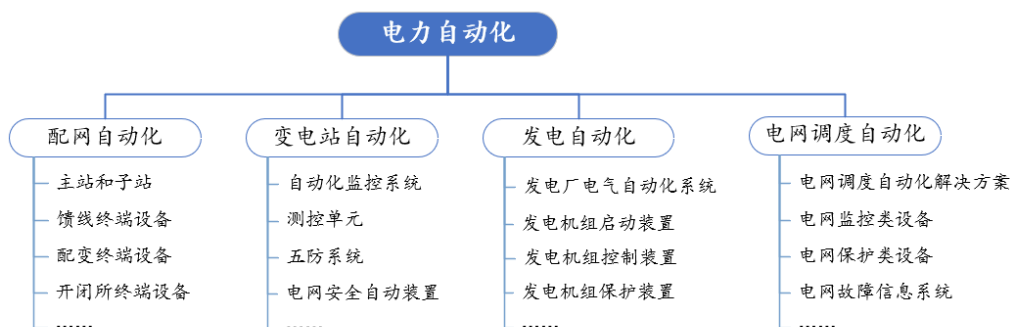 电力自动化
配网自动化
主站和子站
馈线终端设备
配变终端设备
开闭所终端设备
……
变电站自动化
自动化监控系统
测控单元
五防系统
电网安全自动装置
……
发电自动化
发电厂电气自动化系统
发电机组启动装置
发电机组控制装置
发电机组保护装置
……
电网调度自动化
电网调度自动化解决方案
电网监控类设备
电网保护类设备
电网故障信息系统
……